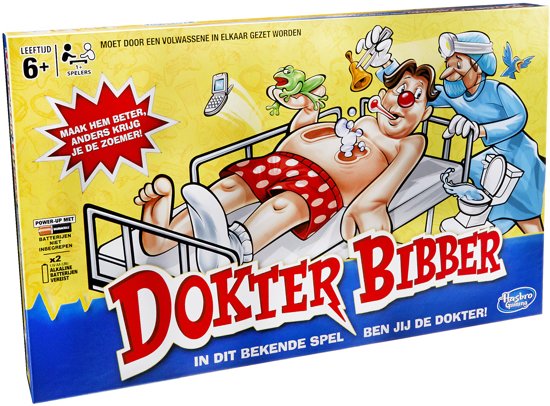 LEEFTIJD
6+
1+
SPELERS
MOET DOOR EEN VOLWASSENE IN ELKAAR GEZET WORDEN
MAAK HEM BETER,
ANDERS KRIJG
JE DE ZOEMER!
POWER-UP MET
DURACELL
BATTERIJEN
NIET
INBEGREPEN
x2
ALKALINE
BATTERIJEN
VEREIST
DOKTER BIBBER
IN DIT BEKENDE SPEL BEN JIJ DE DOKTER!
Hasbro
Gaming